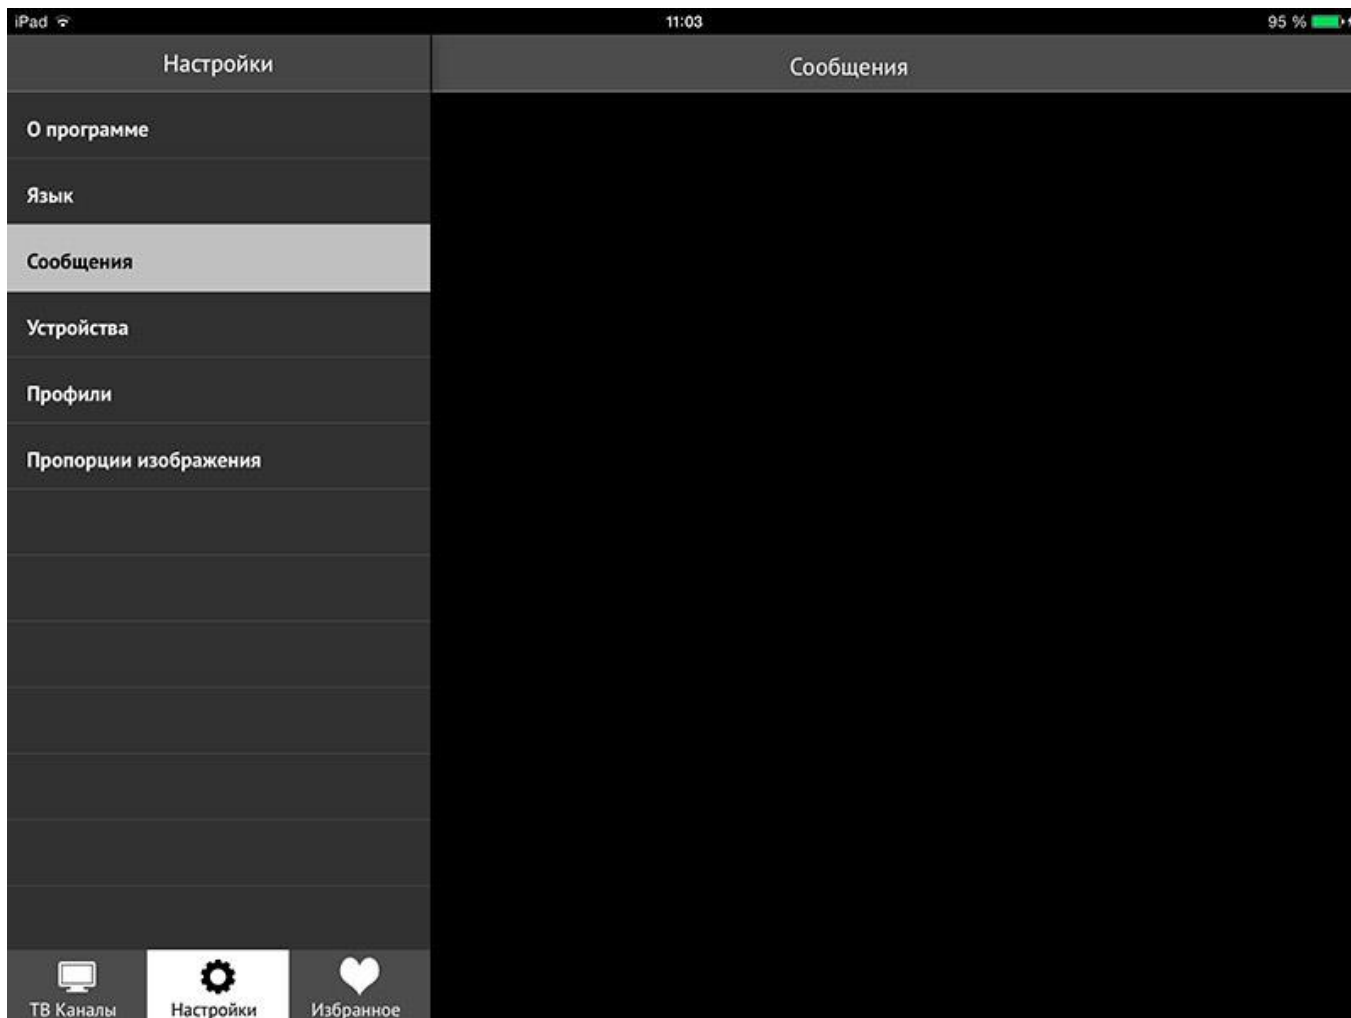 iPad 11:03 95 %
Настройки
Сообщения
О программе
Язык
Сообщения
Устройства
Профили
Пропорции изображения
ТВ Каналы Настройки Избранное